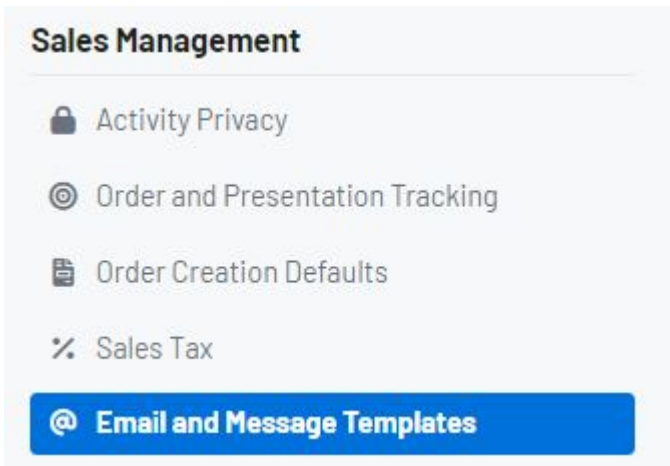 Sales Management
Activity Privacy
Order and Presentation Tracking
Order Creation Defaults
Sales Tax
Email and Message Templates